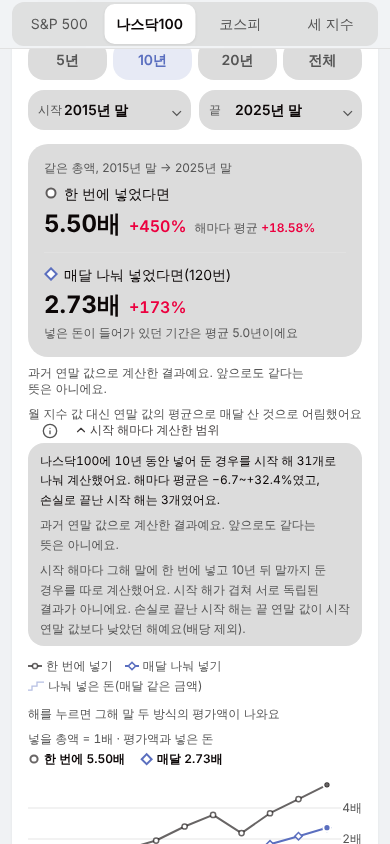 S&P 500 나스닥100 코스피 세 지수
5년 10년 20년 전체
시작 2015년 말 끝 2025년 말
같은 총액, 2015년 말 → 2025년 말
한 번에 넣었다면
5.50배 +450% 해마다 평균 +18.58%
매달 나눠 넣었다면(120번)
2.73배 +173%
넣은 돈이 들어가 있던 기간은 평균 5.0년이에요
과거 연말 값으로 계산한 결과예요. 앞으로도 같다는
뜻은 아니에요.
월 지수 값 대신 연말 값의 평균으로 매달 산 것으로 어림했어요
시작 해마다 계산한 범위
나스닥100에 10년 동안 넣어 둔 경우를 시작 해 31개로
나눠 계산했어요. 해마다 평균은 −6.7~+32.4%였고,
손실로 끝난 시작 해는 3개였어요.
과거 연말 값으로 계산한 결과예요. 앞으로도 같다는
뜻은 아니에요.
시작 해마다 그해 말에 한 번에 넣고 10년 뒤 말까지 둔
경우를 따로 계산했어요. 시작 해가 겹쳐 서로 독립된
결과가 아니에요. 손실로 끝난 시작 해는 끝 연말 값이 시작
연말 값보다 낮았던 해예요(배당 제외).
한 번에 넣기 매달 나눠 넣기
나눠 넣은 돈(매달 같은 금액)
해를 누르면 그해 말 두 방식의 평가액이 나와요
넣을 총액 = 1배 · 평가액과 넣은 돈
한 번에 5.50배 매달 2.73배
4배
2배